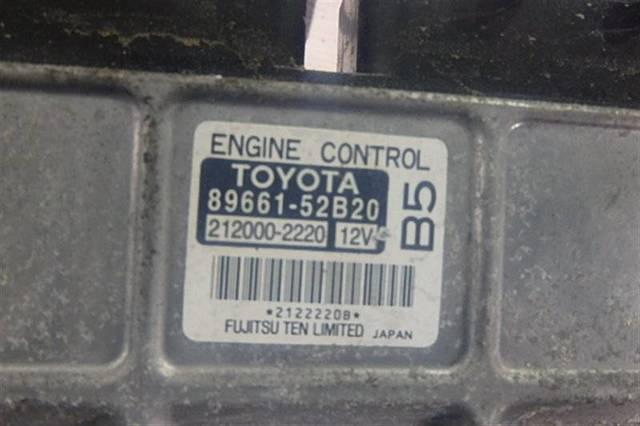 ENGINE CONTROL
TOYOTA
89661-52B20
212000-2220 12V
B5
*2122220B*
FUJITSU TEN LIMITED JAPAN